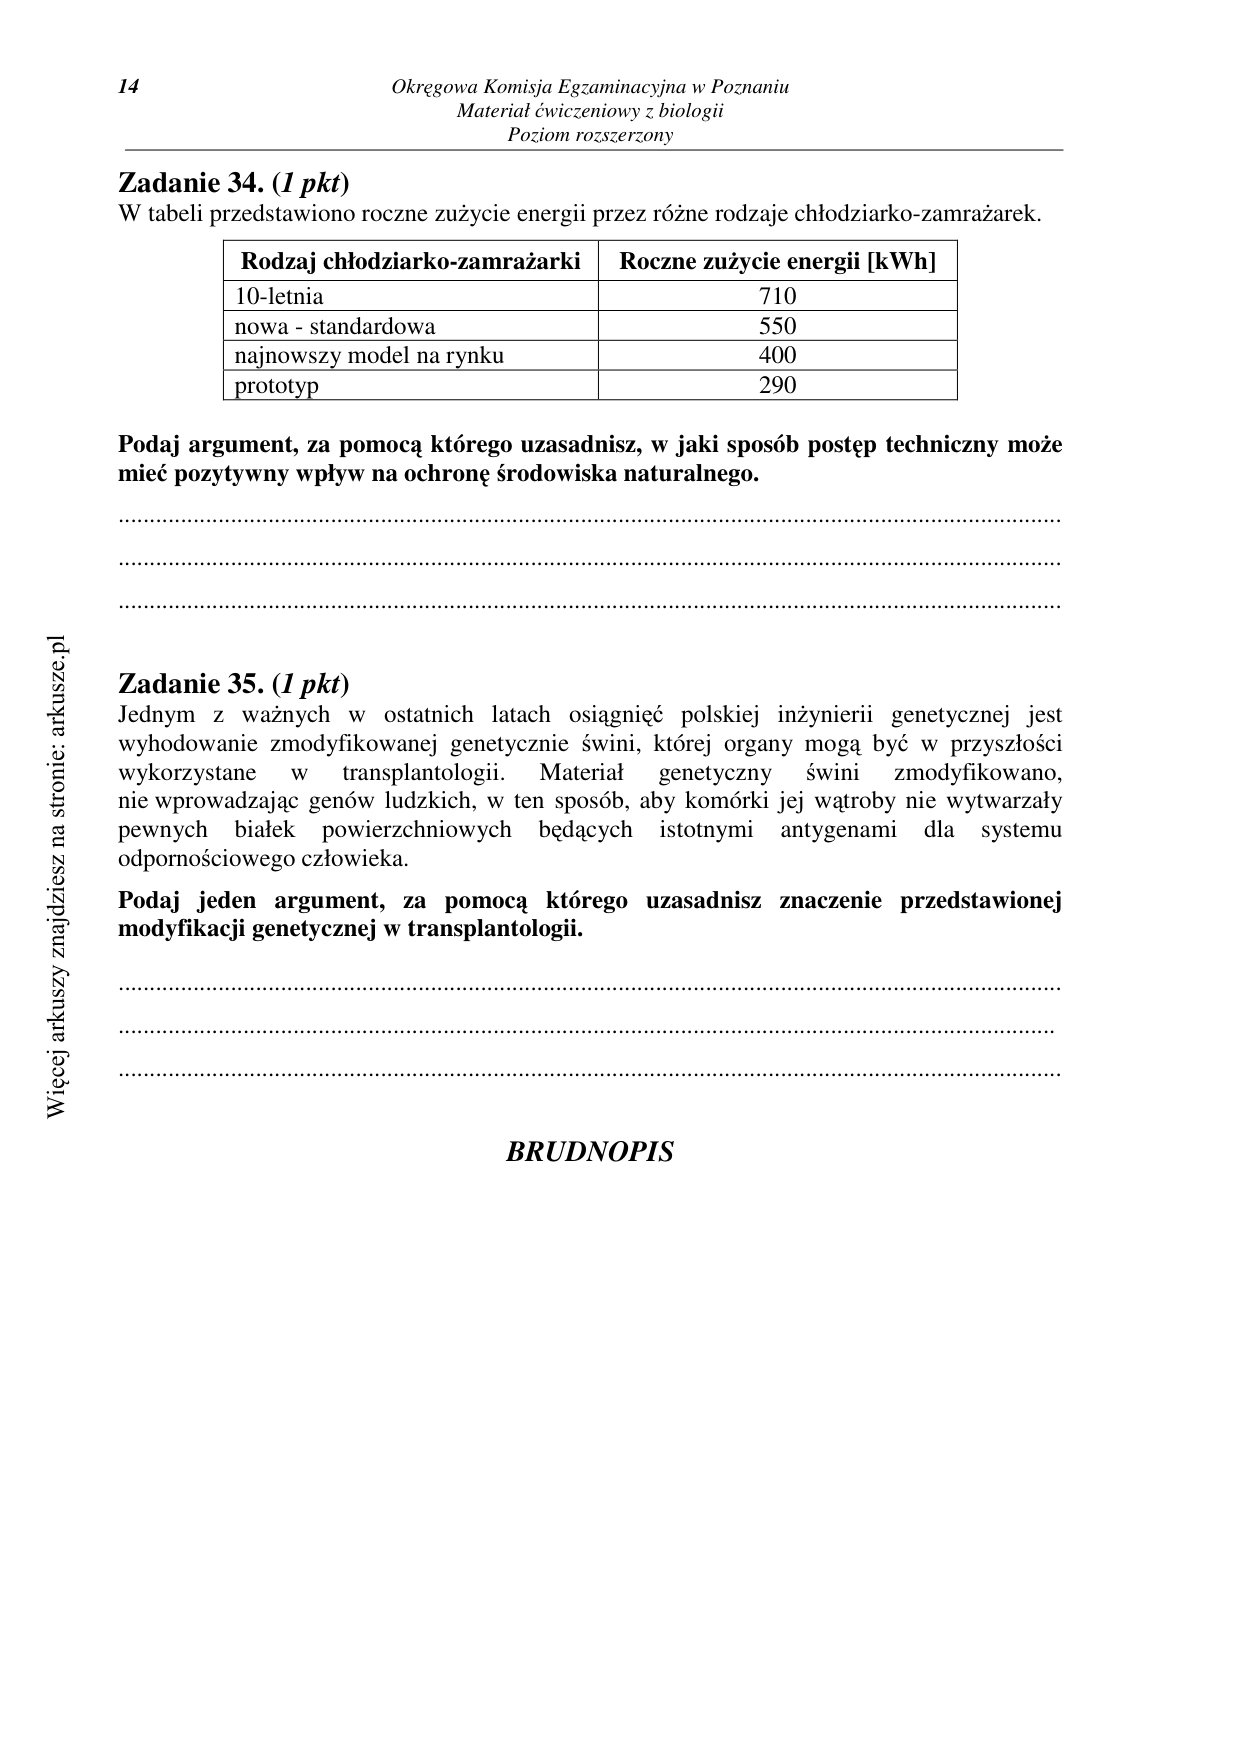 14
Okręgowa Komisja Egzaminacyjna w Poznaniu
Materiał ćwiczeniowy z biologii
Poziom rozszerzony
Zadanie 34. (1 pkt)
W tabeli przedstawiono roczne zużycie energii przez różne rodzaje chłodziarko-zamrażarek.
Rodzaj chłodziarko-zamrażarki Roczne zużycie energii [kWh]
10-letnia 710
nowa - standardowa 550
najnowszy model na rynku 400
prototyp 290
Podaj argument, za pomocą którego uzasadnisz, w jaki sposób postęp techniczny może
mieć pozytywny wpływ na ochronę środowiska naturalnego.
Zadanie 35. (1 pkt)
Jednym z ważnych w ostatnich latach osiągnięć polskiej inżynierii genetycznej jest
wyhodowanie zmodyfikowanej genetycznie świni, której organy mogą być w przyszłości
wykorzystane w transplantologii. Materiał genetyczny świni zmodyfikowano,
nie wprowadzając genów ludzkich, w ten sposób, aby komórki jej wątroby nie wytwarzały
pewnych białek powierzchniowych będących istotnymi antygenami dla systemu
odpornościowego człowieka.
Podaj jeden argument, za pomocą którego uzasadnisz znaczenie przedstawionej
modyfikacji genetycznej w transplantologii.
BRUDNOPIS
Więcej arkuszy znajdziesz na stronie: arkusze.pl